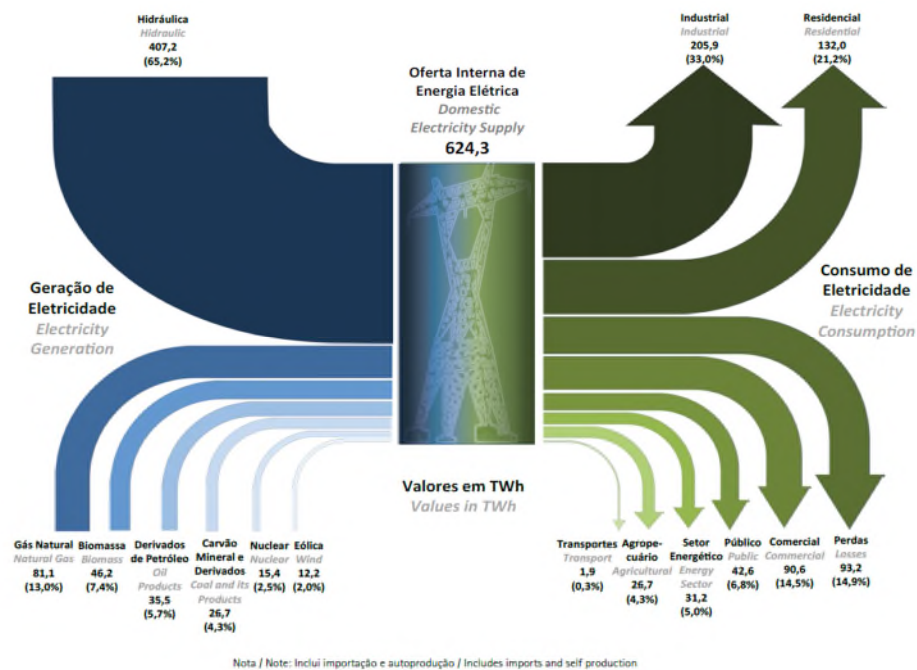 Hidráulica
Hidraulic
407,2
(65,2%)
Oferta Interna de
Energia Elétrica
Domestic
Electricity Supply
624,3
Industrial
Industrial
205,9
(33,0%)
Residencial
Residential
132,0
(21,2%)
Geração de
Eletricidade
Electricity
Generation
Consumo de
Eletricidade
Electricity
Consumption
Valores em TWh
Values in TWh
Gás Natural
Natural Gas
81,1
(13,0%)
Biomassa
Biomass
46,2
(7,4%)
Derivados
de Petróleo
Oil
Products
35,5
(5,7%)
Carvão
Mineral e
Derivados
Coal and Its
Products
26,7
(4,3%)
Nuclear
Nuclear
15,4
(2,5%)
Eólica
Wind
12,2
(2,0%)
Transportes
Transport
1,9
(0,3%)
Agrope-
cuário
Agricultural
26,7
(4,3%)
Setor
Energético
Energy
Sector
31,2
(5,0%)
Público
Public
42,6
(6,8%)
Comercial
Commercial
90,6
(14,5%)
Perdas
Losses
93,2
(14,9%)
Nota / Note: Inclui importação e autoprodução / Includes imports and self production